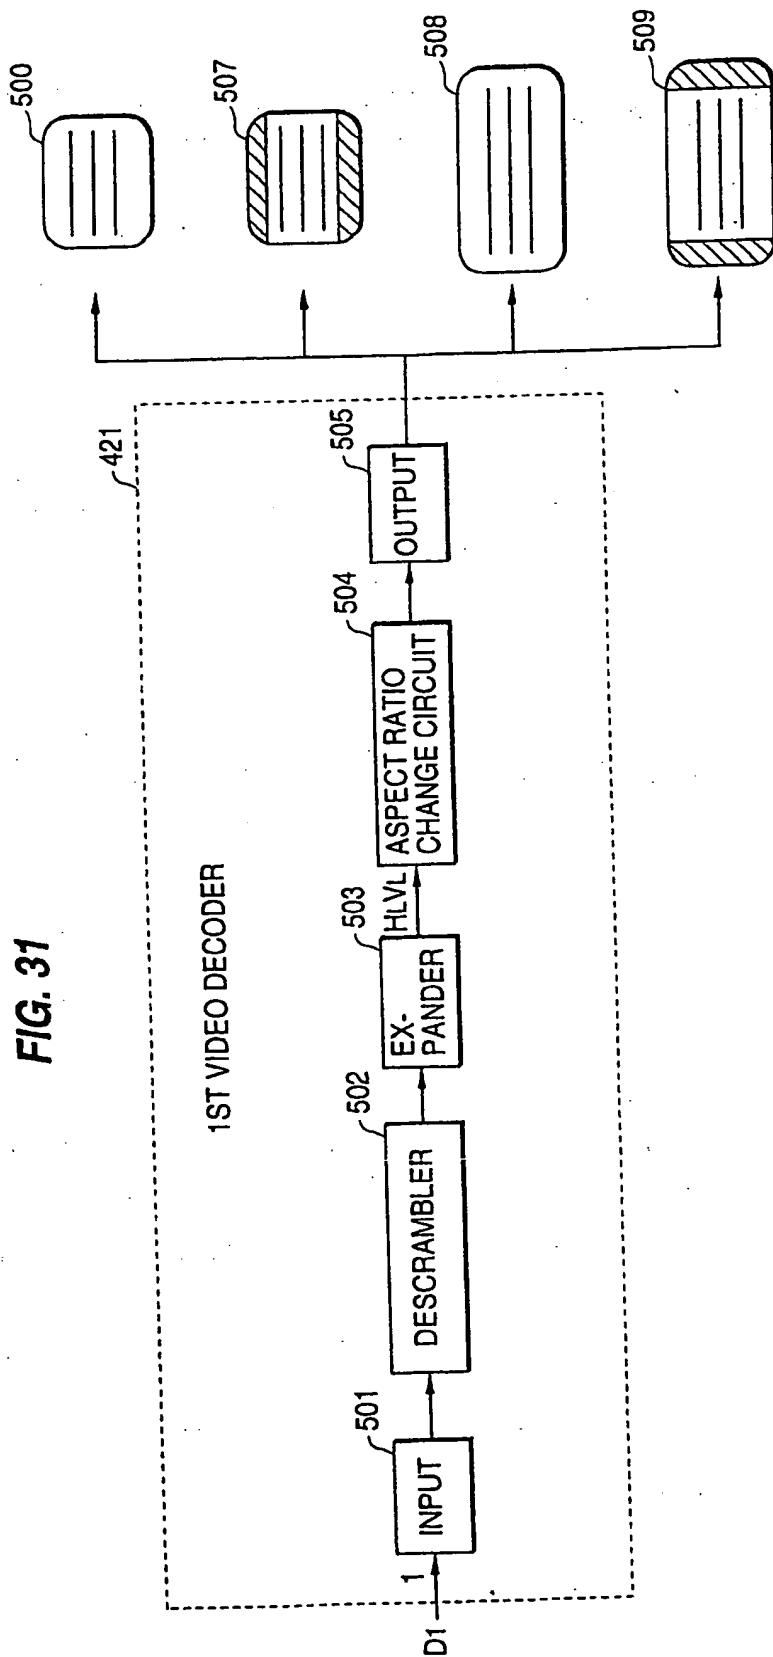 FIG. 31
421
1ST VIDEO DECODER
D1
1
501
INPUT
502
DESCRAMBLER
503
EX-
PANDER
HLVL
504
ASPECT RATIO
CHANGE CIRCUIT
505
OUTPUT
500
507
508
509